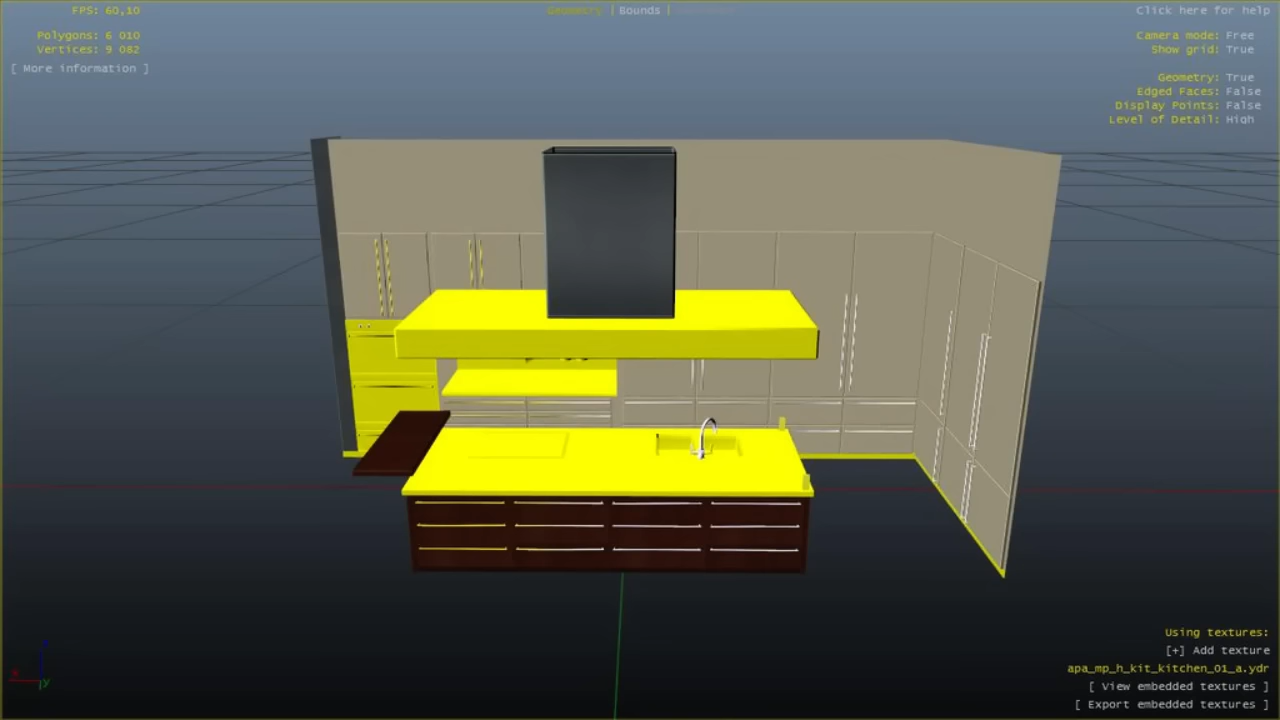 FPS: 60,10
Geometry | Bounds |
Click here for help
Polygons: 6 010
Vertices: 9 082
[ More information ]
Camera mode: Free
Show grid: True
Geometry: True
Edged Faces: False
Display Points: False
Level of Detail: High
x
y
Using textures:
[+] Add texture
apa_mp_h_kit_kitchen_01_a.ydr
[ View embedded textures ]
[ Export embedded textures ]